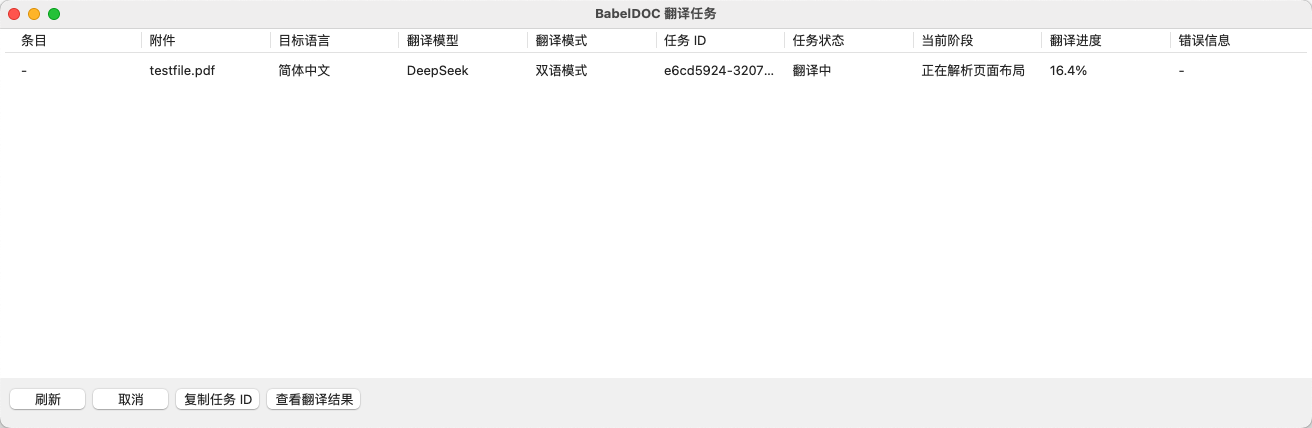 BabelDOC 翻译任务
条目 附件 目标语言 翻译模型 翻译模式 任务 ID 任务状态 当前阶段 翻译进度 错误信息
- testfile.pdf 简体中文 DeepSeek 双语模式 e6cd5924-3207... 翻译中 正在解析页面布局 16.4% -
刷新 取消 复制任务 ID 查看翻译结果